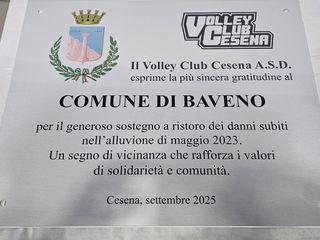 VOLLEY
CLUB
CESENA
Il Volley Club Cesena A.S.D.
esprime la più sincera gratitudine al
COMUNE DI BAVENO
per il generoso sostegno a ristoro dei danni subiti
nell'alluvione di maggio 2023.
Un segno di vicinanza che rafforza i valori
di solidarietà e comunità.
Cesena, settembre 2025